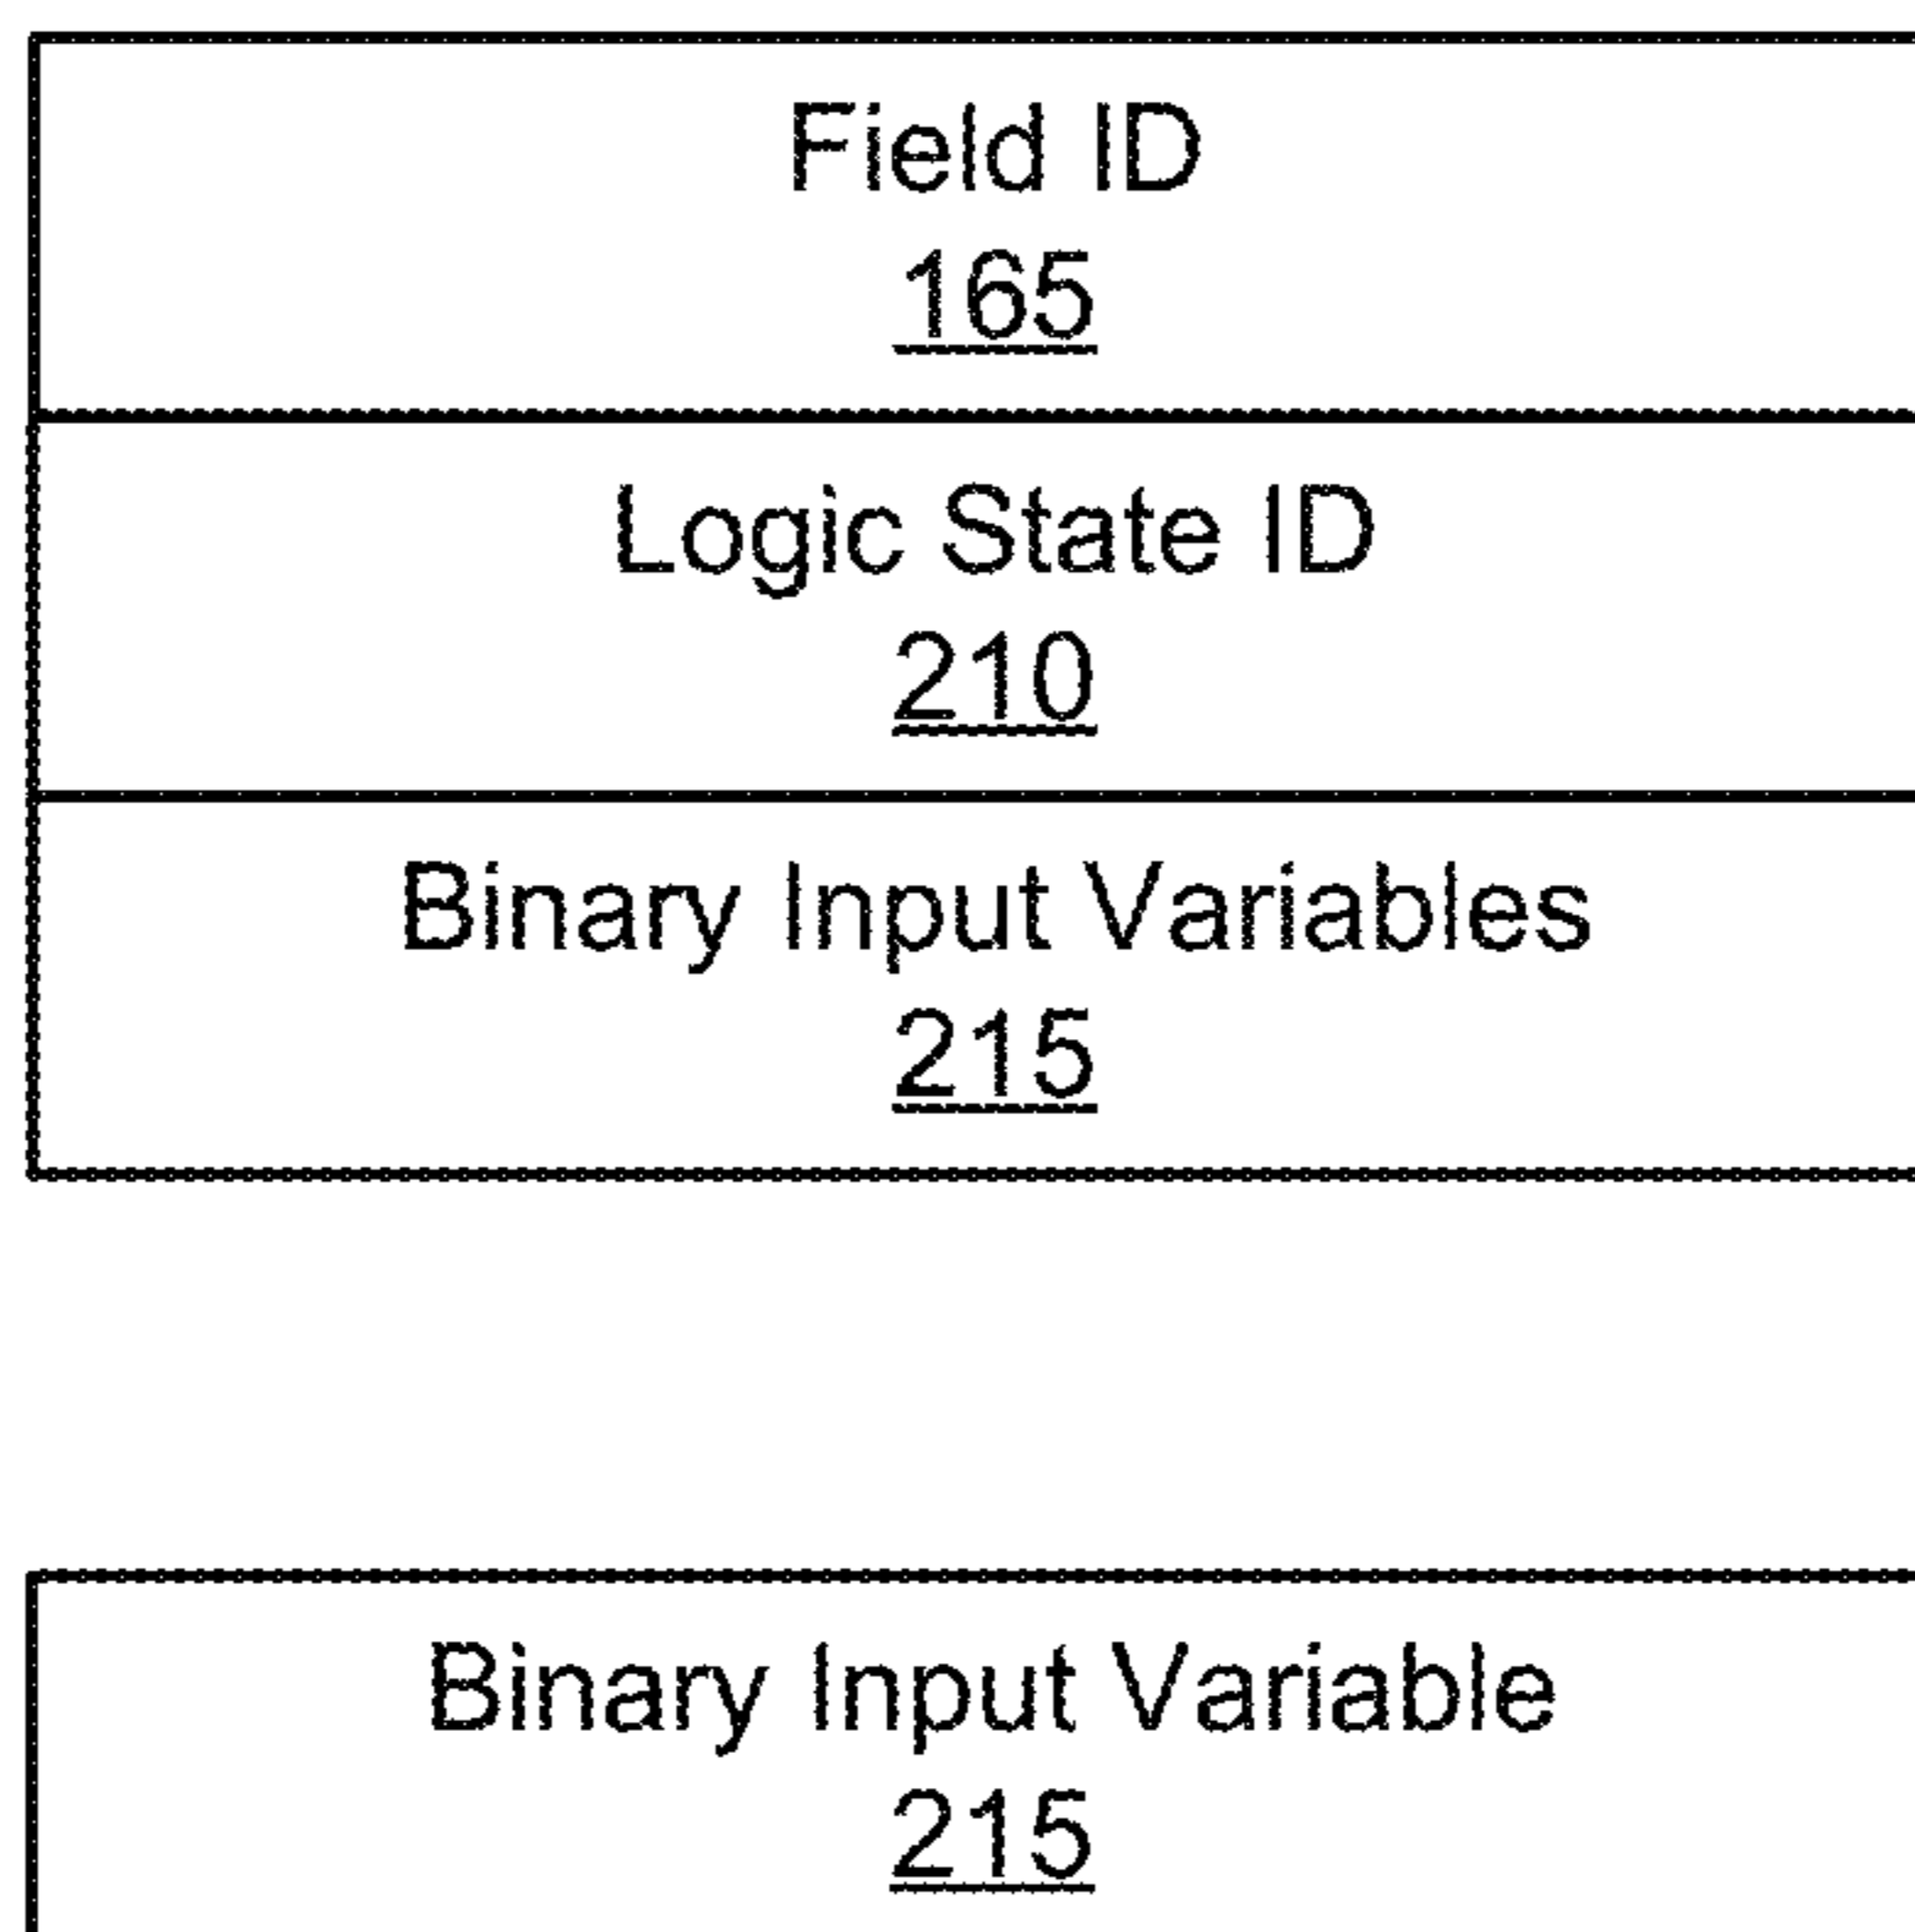 Field ID
165
Logic State ID
210
Binary Input Variables
215
Binary Input Variable
215